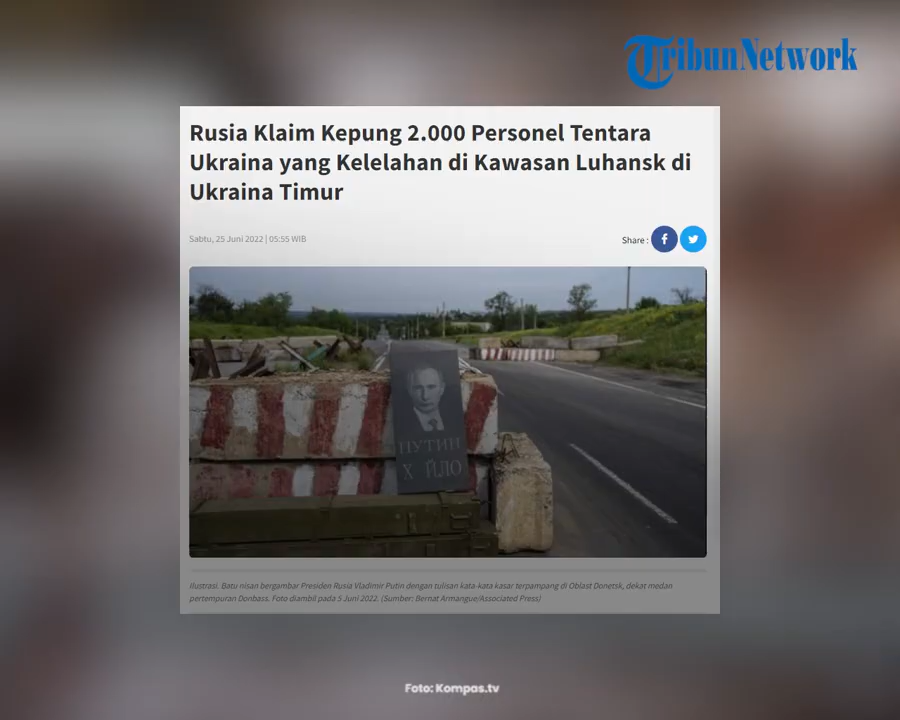 Tribun Network
Rusia Klaim Kepung 2.000 Personel Tentara
Ukraina yang Kelelahan di Kawasan Luhansk di
Ukraina Timur
Sabtu, 25 Juni 2022 | 05:55 WIB
Share :
ПУТИН
Х ЙЛО
Ilustrasi. Batu nisan bergambar Presiden Rusia Vladimir Putin dengan tulisan kata-kata kasar terpampang di Oblast Donetsk, dekat medan
pertempuran Donbass. Foto diambil pada 5 Juni 2022. (Sumber: Bernat Armangue/Associated Press)
Foto: Kompas.tv